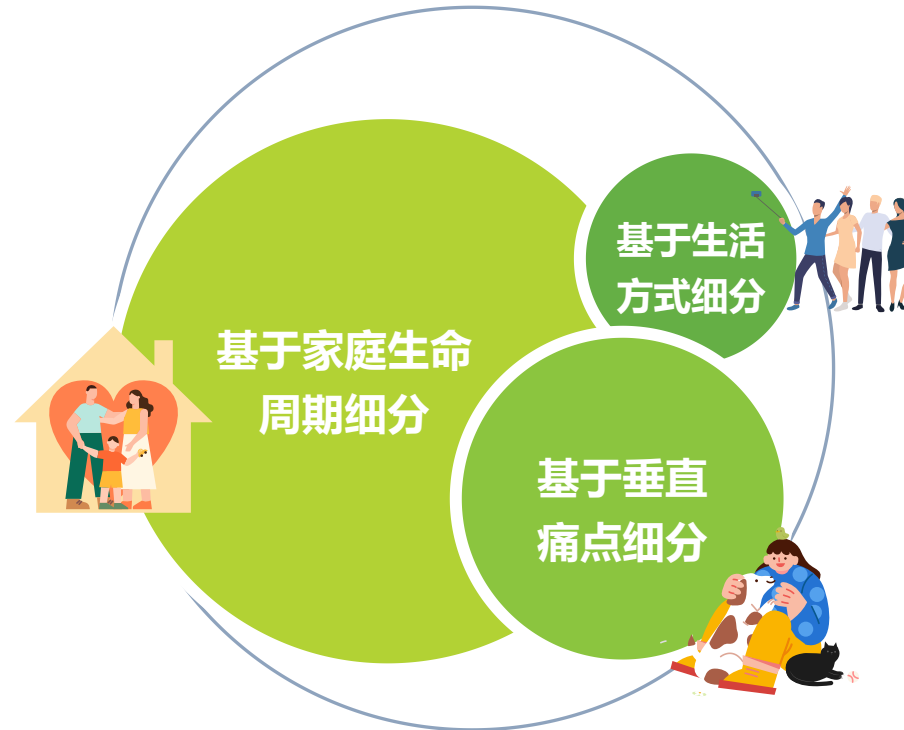 基于生活
方式细分
基于家庭生命
周期细分
基于垂直
痛点细分